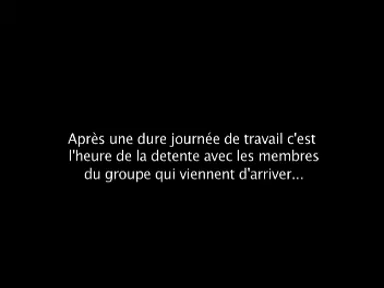 Après une dure journée de travail c'est
l'heure de la detente avec les membres
du groupe qui viennent d'arriver...